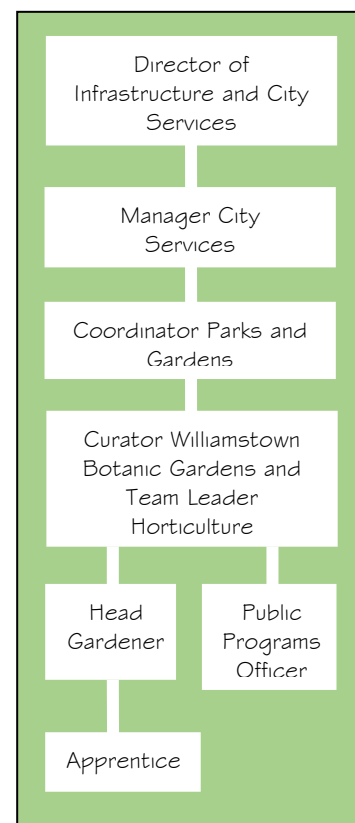 Director of
Infrastructure and City
Services
Manager City
Services
Coordinator Parks and
Gardens
Curator Williamstown
Botanic Gardens and
Team Leader
Horticulture
Head
Gardener
Public
Programs
Officer
Apprentice